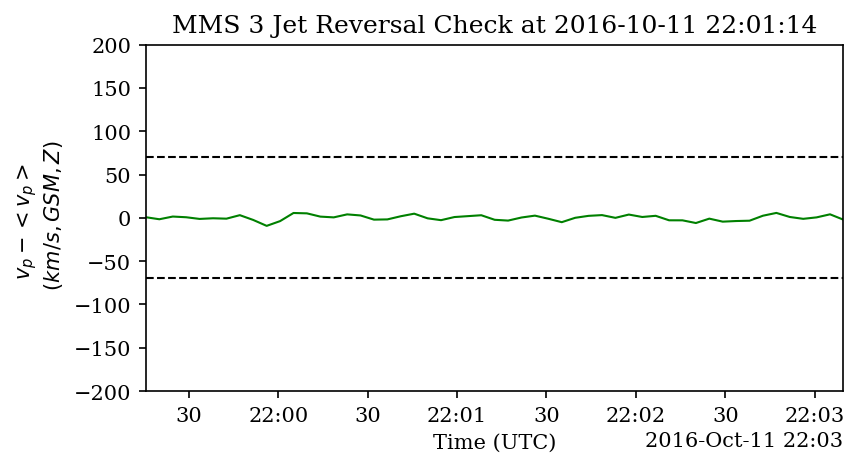 MMS 3 Jet Reversal Check at 2016-10-11 22:01:14
200
150
100
50
0
−50
−100
−150
−200
v_p − < v_p >
(km/s, GSM, Z)
30 22:00 30 22:01 30 22:02 30 22:03
Time (UTC)
2016-Oct-11 22:03